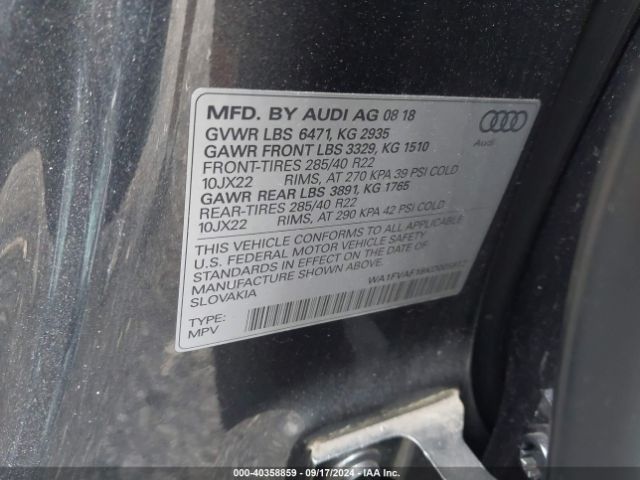 MFD. BY AUDI AG 08 18
GVWR LBS 6471, KG 2935
GAWR FRONT LBS 3329, KG 1510
FRONT-TIRES 285/40 R22
10JX22 RIMS, AT 270 KPA 39 PSI COLD
GAWR REAR LBS 3891, KG 1765
REAR-TIRES 285/40 R22
10JX22 RIMS, AT 290 KPA 42 PSI COLD
THIS VEHICLE CONFORMS TO ALL APPLICABLE
U.S. FEDERAL MOTOR VEHICLE SAFETY
STANDARDS IN EFFECT ON THE DATE OF
MANUFACTURE SHOWN ABOVE.
SLOVAKIA
TYPE:
MPV
Audi
000-40358859 - 09/17/2024 - IAA Inc.